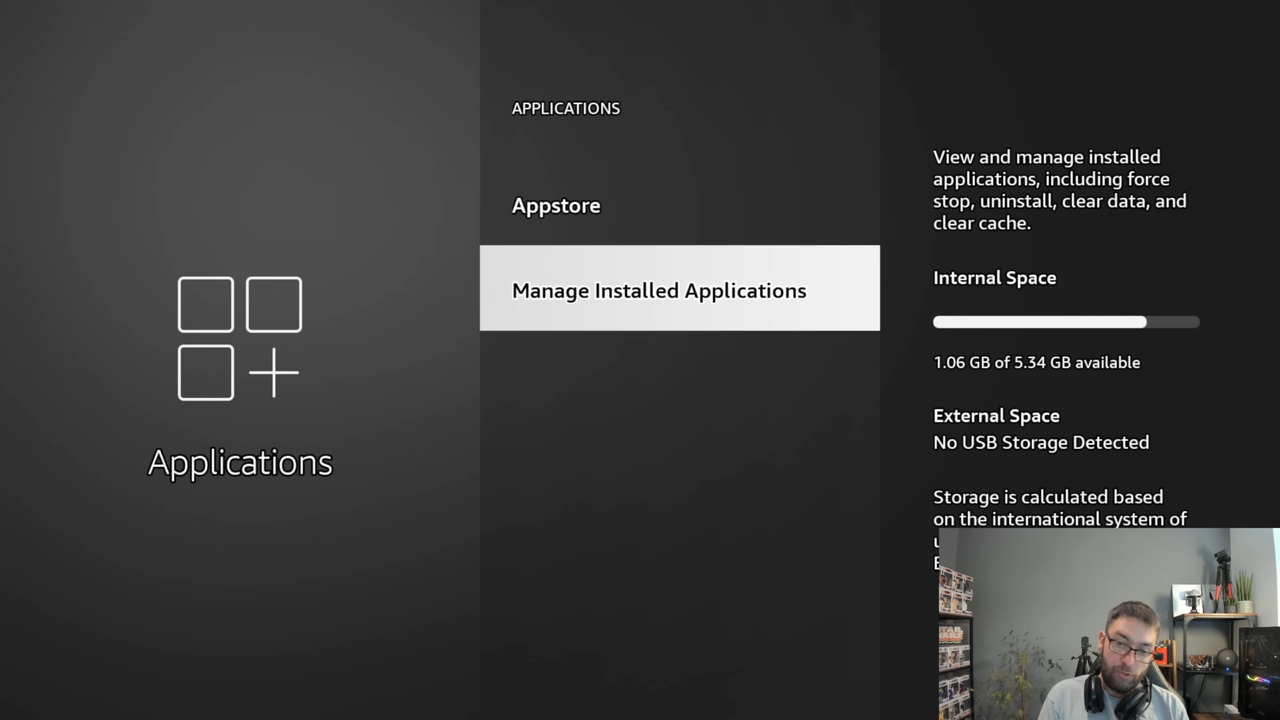 APPLICATIONS
Appstore
Manage Installed Applications
Applications
View and manage installed
applications, including force
stop, uninstall, clear data, and
clear cache.
Internal Space
1.06 GB of 5.34 GB available
External Space
No USB Storage Detected
Storage is calculated based
on the international system of
STAR
WARS